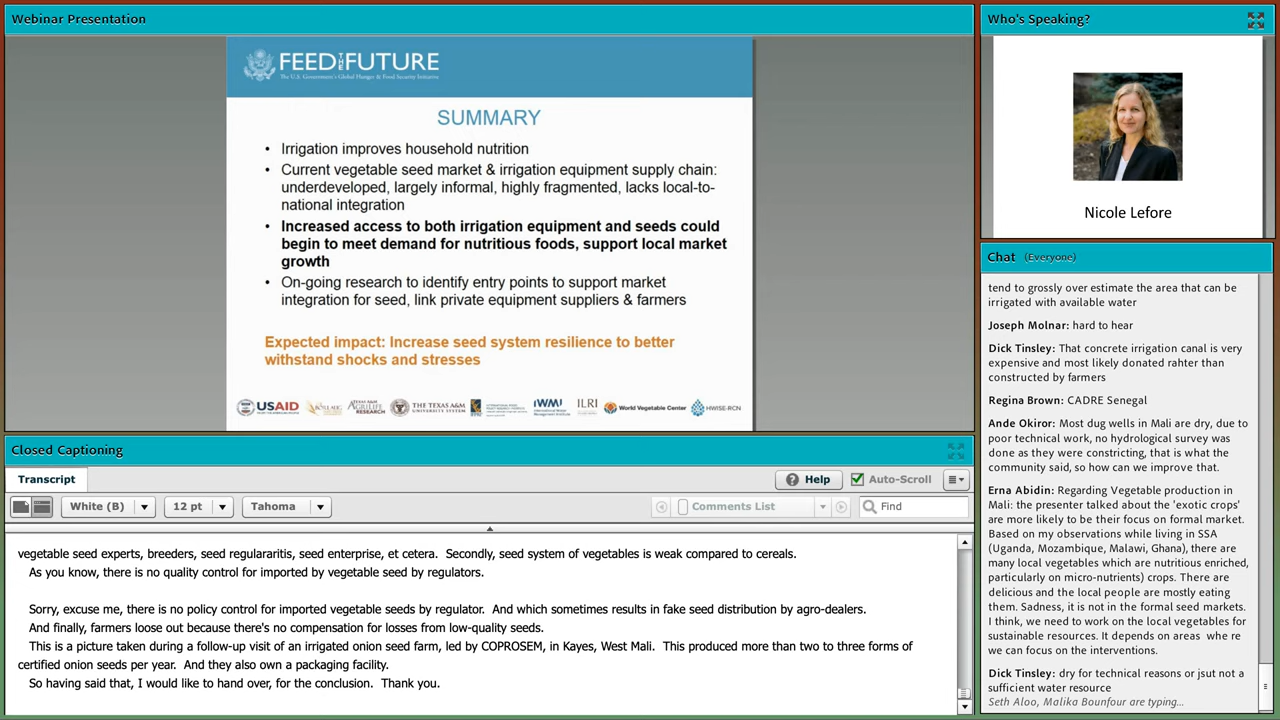 Webinar Presentation
FEED THE FUTURE
The U.S. Government's Global Hunger & Food Security Initiative
SUMMARY
• Irrigation improves household nutrition
• Current vegetable seed market & irrigation equipment supply chain:
underdeveloped, largely informal, highly fragmented, lacks local-to-
national integration
• Increased access to both irrigation equipment and seeds could
begin to meet demand for nutritious foods, support local market
growth
• On-going research to identify entry points to support market
integration for seed, link private equipment suppliers & farmers
Expected impact: Increase seed system resilience to better
withstand shocks and stresses
USAID
TEXAS A&M
AGRILIFE
RESEARCH
THE TEXAS A&M
UNIVERSITY SYSTEM
IWMI
International Water
Management Institute
ILRI
World Vegetable Center
HWISE-RCN
Who's Speaking?
Nicole Lefore
Chat (Everyone)
tend to grossly over estimate the area that can be
irrigated with available water
Joseph Molnar: hard to hear
Dick Tinsley: That concrete irrigation canal is very
expensive and most likely donated rahter than
constructed by farmers
Regina Brown: CADRE Senegal
Ande Okiror: Most dug wells in Mali are dry, due to
poor technical work, no hydrological survey was
done as they were constricting, that is what the
community said, so how can we improve that.
Erna Abidin: Regarding Vegetable production in
Mali: the presenter talked about the 'exotic crops'
are more likely to be their focus on formal market.
Based on my observations while living in SSA
(Uganda, Mozambique, Malawi, Ghana), there are
many local vegetables which are nutritious enriched,
particularly on micro-nutrients) crops. There are
delicious and the local people are mostly eating
them. Sadness, it is not in the formal seed markets.
I think, we need to work on the local vegetables for
sustainable resources. It depends on areas whe re
we can focus on the interventions.
Dick Tinsley: dry for technical reasons or jsut not a
sufficient water resource
Seth Aloo, Malika Bounfour are typing...
Closed Captioning
Transcript
Help
Auto-Scroll
White (B)
12 pt
Tahoma
Comments List
Find
vegetable seed experts, breeders, seed regulararitis, seed enterprise, et cetera. Secondly, seed system of vegetables is weak compared to cereals.
As you know, there is no quality control for imported by vegetable seed by regulators.
Sorry, excuse me, there is no policy control for imported vegetable seeds by regulator. And which sometimes results in fake seed distribution by agro-dealers.
And finally, farmers loose out because there's no compensation for losses from low-quality seeds.
This is a picture taken during a follow-up visit of an irrigated onion seed farm, led by COPROSEM, in Kayes, West Mali. This produced more than two to three forms of
certified onion seeds per year. And they also own a packaging facility.
So having said that, I would like to hand over, for the conclusion. Thank you.